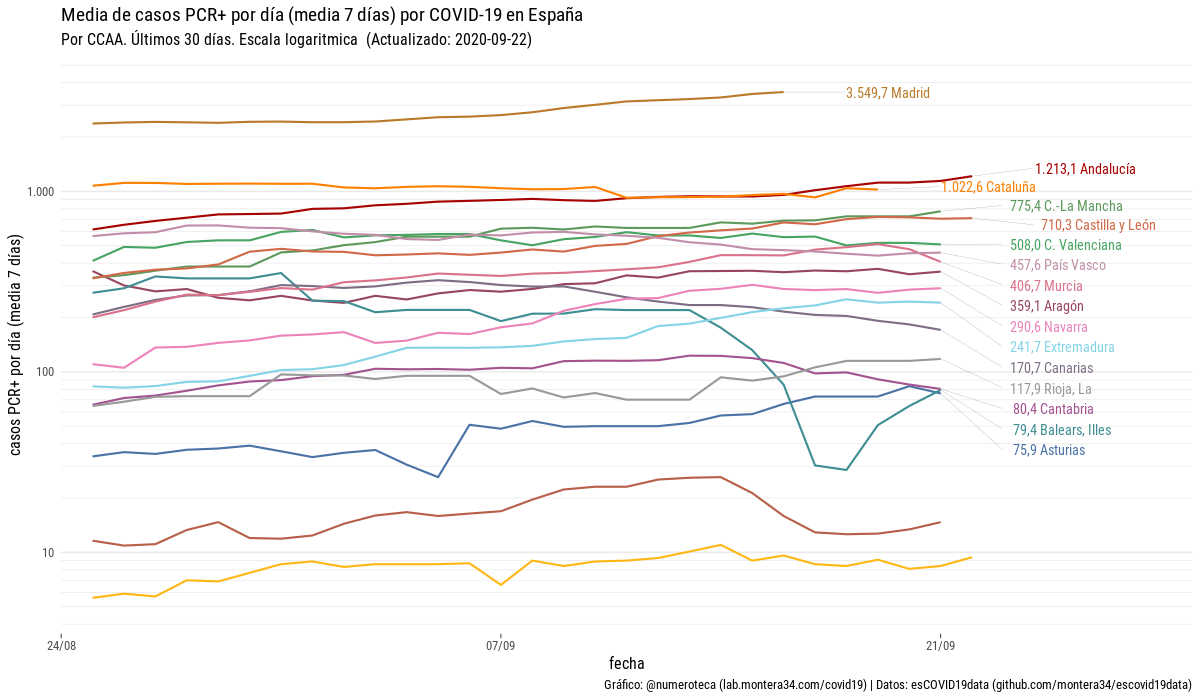 Media de casos PCR+ por día (media 7 días) por COVID-19 en España
Por CCAA. Últimos 30 días. Escala logaritmica (Actualizado: 2020-09-22)
casos PCR+ por día (media 7 días)
1.000
100
10
3.549,7 Madrid
1.213,1 Andalucía
1.022,6 Cataluña
775,4 C.-La Mancha
710,3 Castilla y León
508,0 C. Valenciana
457,6 País Vasco
406,7 Murcia
359,1 Aragón
290,6 Navarra
241,7 Extremadura
170,7 Canarias
117,9 Rioja, La
80,4 Cantabria
79,4 Balears, Illes
75,9 Asturias
24/08
07/09
21/09
fecha
Gráfico: @numeroteca (lab.montera34.com/covid19) | Datos: esCOVID19data (github.com/montera34/escovid19data)